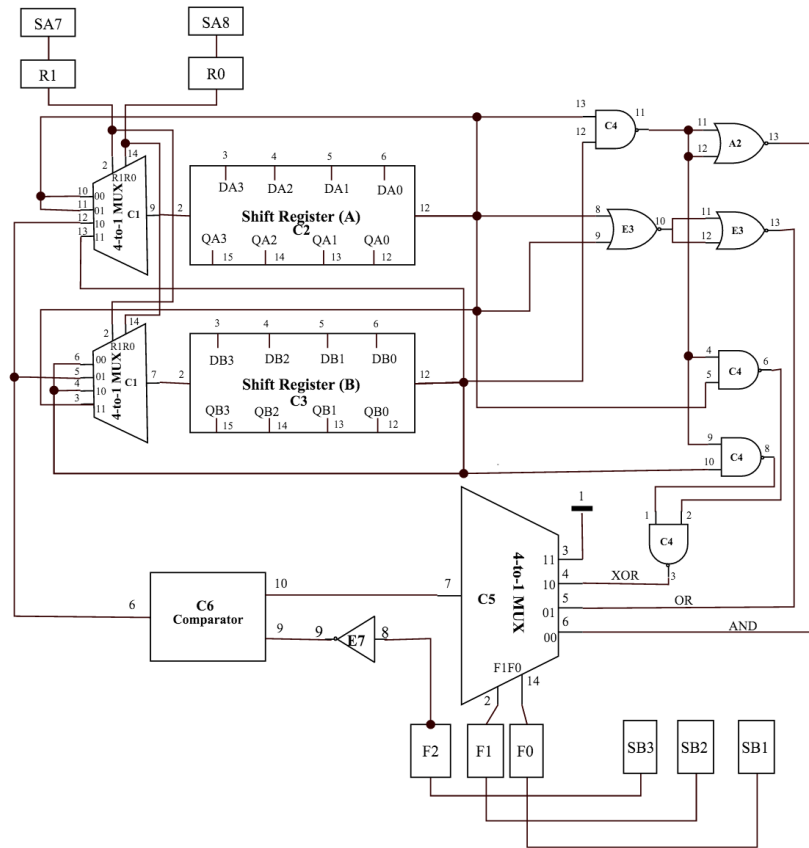 SA7 SA8
R1 R0
13 11
12 C4
11 A2 13
12
2 14
R1R0
10 00
11 01
12 10
13 11
4-to-1 MUX C1 9
2 3 4 5 6
DA3 DA2 DA1 DA0
Shift Register (A)
C2
QA3 QA2 QA1 QA0
15 14 13 12
12
8 E3 10
9
11 E3 13
12
2 14
R1R0
6 00
5 01
4 10
3 11
4-to-1 MUX C1 7
2 3 4 5 6
DB3 DB2 DB1 DB0
Shift Register (B)
C3
QB3 QB2 QB1 QB0
15 14 13 12
12
4 C4 6
5
9 C4 8
10
1 2
C4
3
1
7 C5 4-to-1 MUX
11 3
10 4 XOR
01 5 OR
00 6 AND
F1F0
2 14
6 C6 10
Comparator
9 9 E7 8
F2 F1 F0
SB3 SB2 SB1